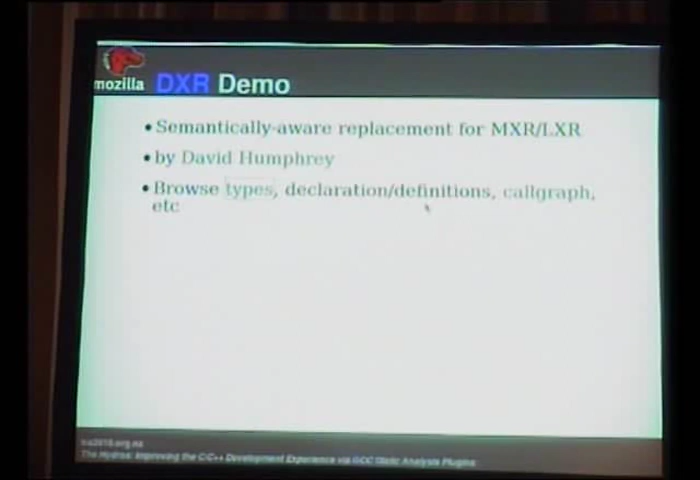 mozilla DXR Demo
• Semantically-aware replacement for MXR/LXR
• by David Humphrey
• Browse types, declaration/definitions, callgraph,
etc
The Hydras: Improving the C/C++ Development Experience via GCC Static Analysis Plugins